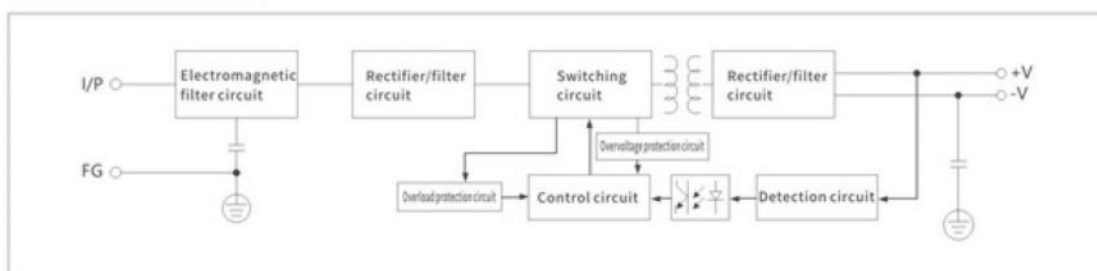 I/P
Electromagnetic
filter circuit
Rectifier/filter
circuit
Switching
circuit
Rectifier/filter
circuit
+V
-V
Overvoltage protection circuit
FG
Overload protection circuit
Control circuit
Detection circuit